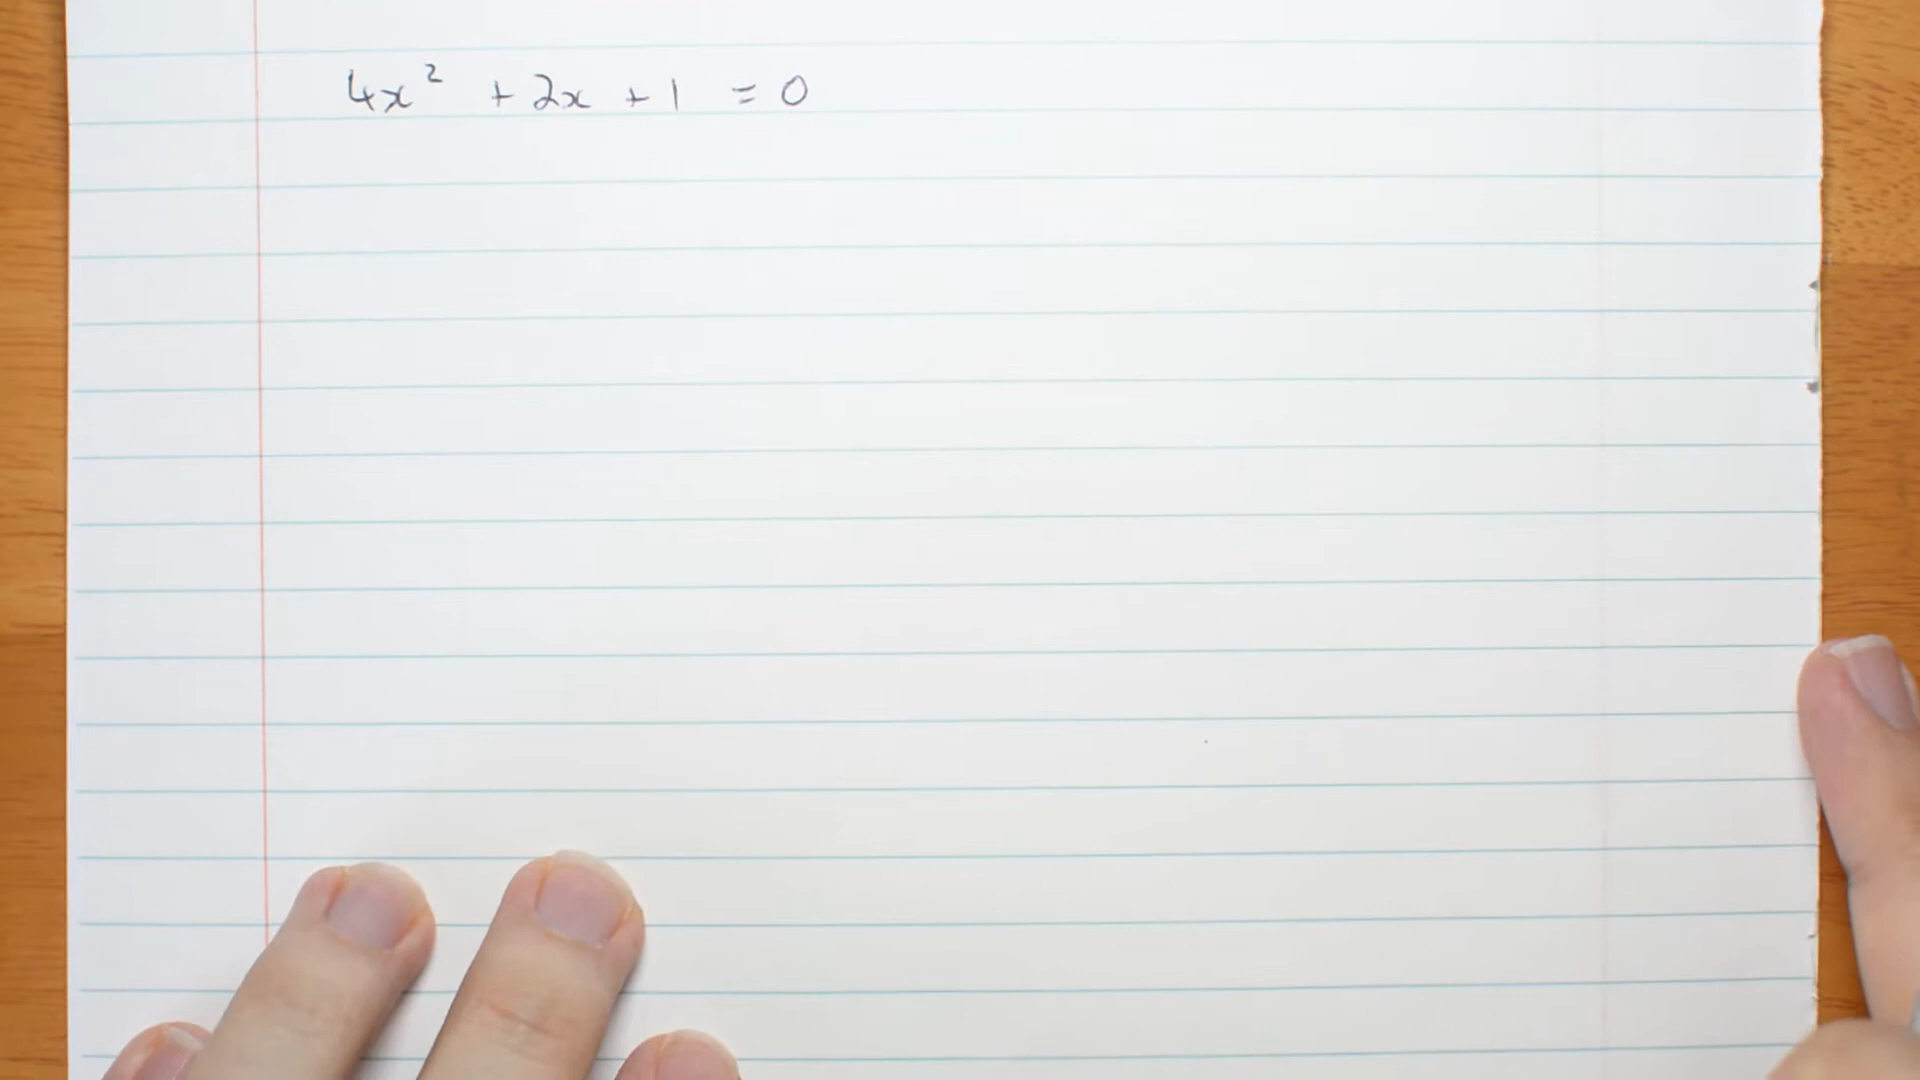 4x² + 2x + 1 = 0